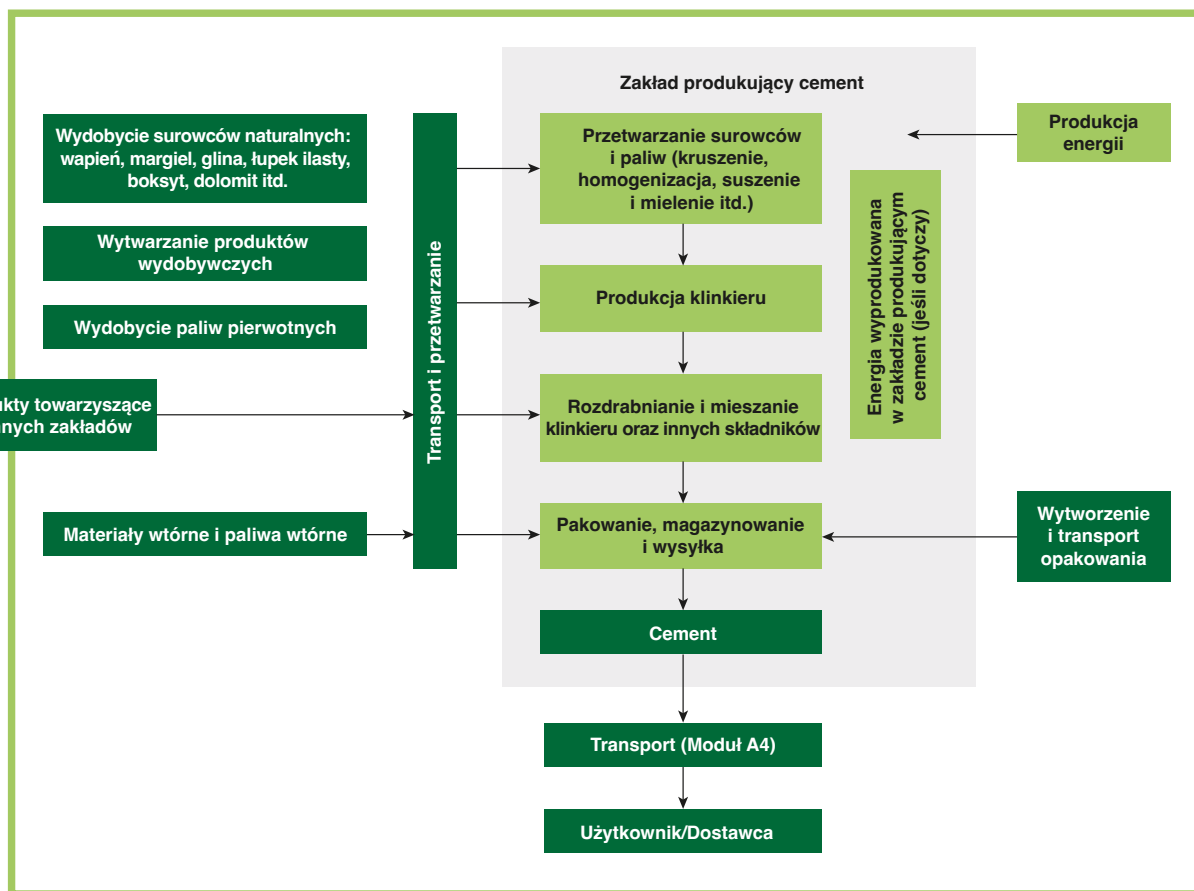 Zakład produkujący cement
Wydobycie surowców naturalnych:
wapień, margiel, glina, łupek ilasty,
boksyt, dolomit itd.
Wytwarzanie produktów
wydobywczych
Wydobycie paliw pierwotnych
towarzyszące
zakładów
Materiały wtórne i paliwa wtórne
Transport i przetwarzanie
Przetwarzanie surowców
i paliw (kruszenie,
homogenizacja, suszenie
i mielenie itd.)
Produkcja klinkieru
Rozdrabnianie i mieszanie
klinkieru oraz innych składników
Pakowanie, magazynowanie
i wysyłka
Cement
Transport (Moduł A4)
Użytkownik/Dostawca
Energia wyprodukowana
w zakładzie produkującym
cement (jeśli dotyczy)
Produkcja
energii
Wytworzenie
i transport
opakowania